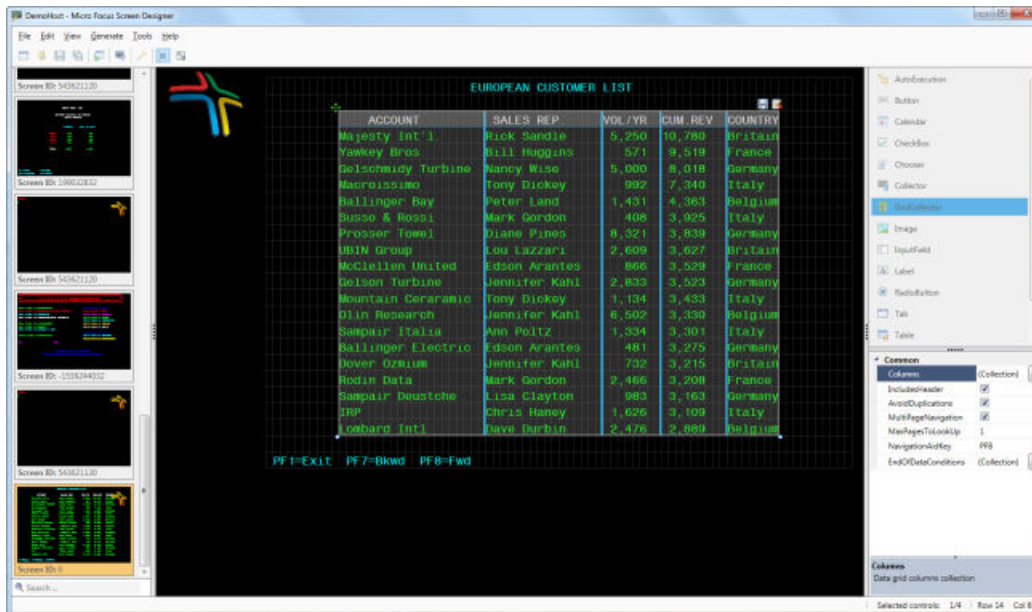 DemoHost - Micro Focus Screen Designer
File Edit View Generate Tools Help
Screen ID: 543621120
Screen ID: 199032832
Screen ID: 543621120
Screen ID: -1539244032
Screen ID: 543621120
Screen ID: 0
Search...
EUROPEAN CUSTOMER LIST
ACCOUNT SALES REP. VOL/YR CUM.REV COUNTRY
Majesty Int'l Rick Sandle 5,250 10,780 Britain
Yawkey Bros Bill Huggins 571 9,519 France
Gelschmidy Turbine Nancy Wise 5,000 8,018 Germany
Macroissimo Tony Dickey 992 7,340 Italy
Ballinger Bay Peter Land 1,431 4,363 Belgium
Susso & Rossi Mark Gordon 408 3,925 Italy
Prosser Towel Diane Pines 8,321 3,839 Germany
UBIN Group Lou Lazzari 2,609 3,627 Britain
McClellen United Edson Arantes 866 3,529 France
Gelson Turbine Jennifer Kahl 2,833 3,523 Germany
Mountain Ceraramic Tony Dickey 1,134 3,433 Italy
Olin Research Jennifer Kahl 6,502 3,330 Belgium
Sampair Italia Ann Poltz 1,334 3,301 Italy
Ballinger Electric Edson Arantes 481 3,275 Germany
Dover Ozmium Jennifer Kahl 732 3,215 Britain
Rodin Data Mark Gordon 2,466 3,208 France
Sampair Deustche Lisa Clayton 983 3,163 Germany
IRP Chris Haney 1,626 3,109 Italy
Lombard Intl Dave Durbin 2,476 2,889 Belgium
PF1=Exit PF7=Bkwd PF8=Fwd
AutoExecution
Button
Calendar
CheckBox
Chooser
Collector
Image
InputField
Label
RadioButton
Tab
Table
Common
Columns (Collection)
IncludedHeader
AvoidDuplications
MultiPageNavigation
MaxPagesToLookUp 1
NavigationAidKey PF8
EndOfDataConditions (Collection)
Columns
Data grid columns collection
Selected controls: 1/4 Row 14 Col 6